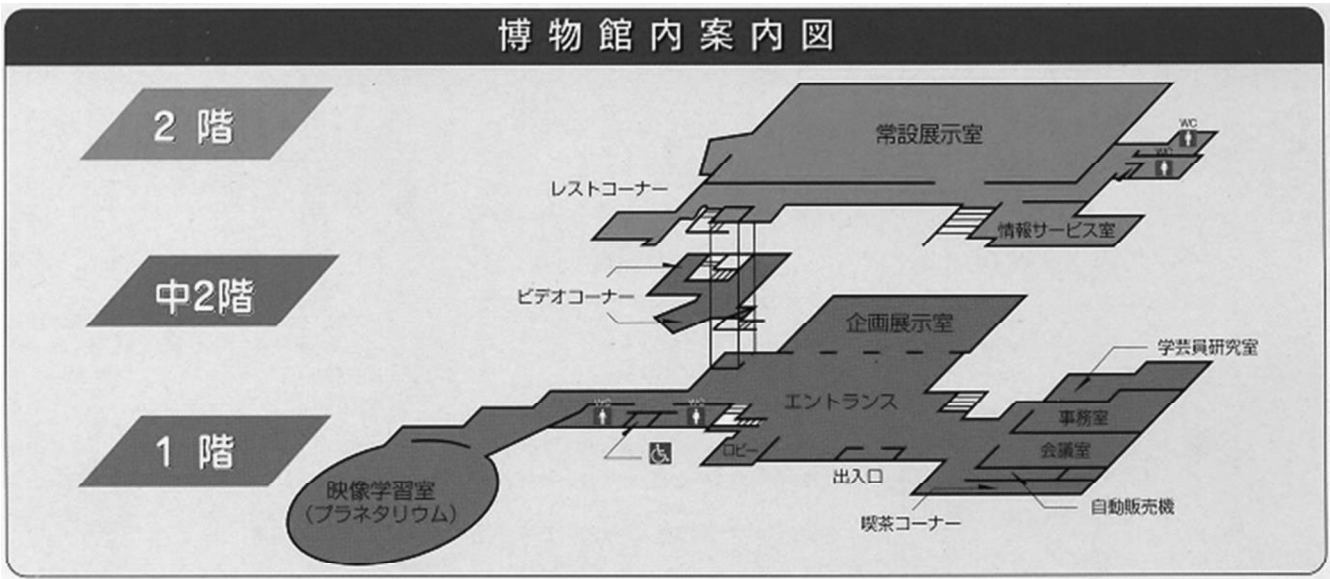 博物館内案内図
2階
常設展示室
WC
WC
レストコーナー
情報サービス室
中2階
ビデオコーナー
企画展示室
学芸員研究室
1階
エントランス
WC
WC
事務室
ロビー
会議室
出入口
映像学習室
(プラネタリウム)
自動販売機
喫茶コーナー